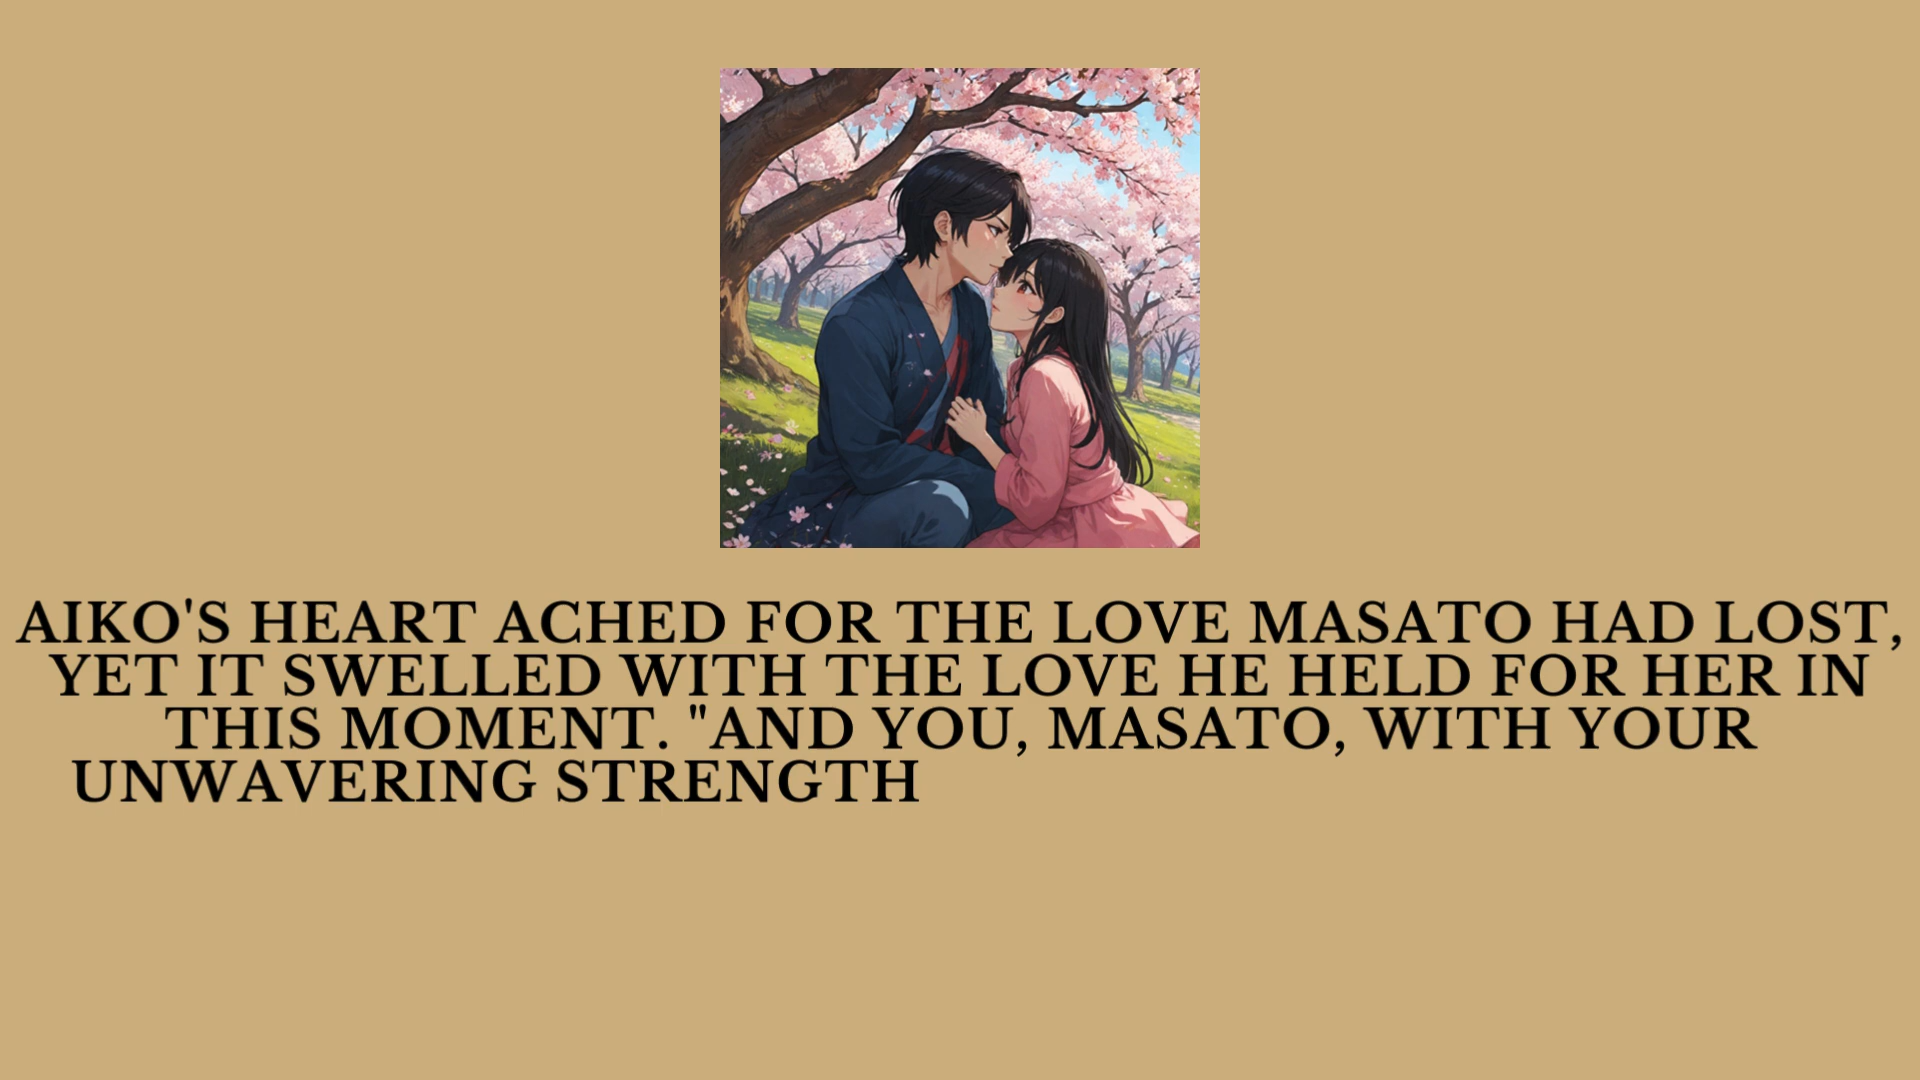 AIKO'S HEART ACHED FOR THE LOVE MASATO HAD LOST,
YET IT SWELLED WITH THE LOVE HE HELD FOR HER IN
THIS MOMENT. "AND YOU, MASATO, WITH YOUR
UNWAVERING STRENGTH